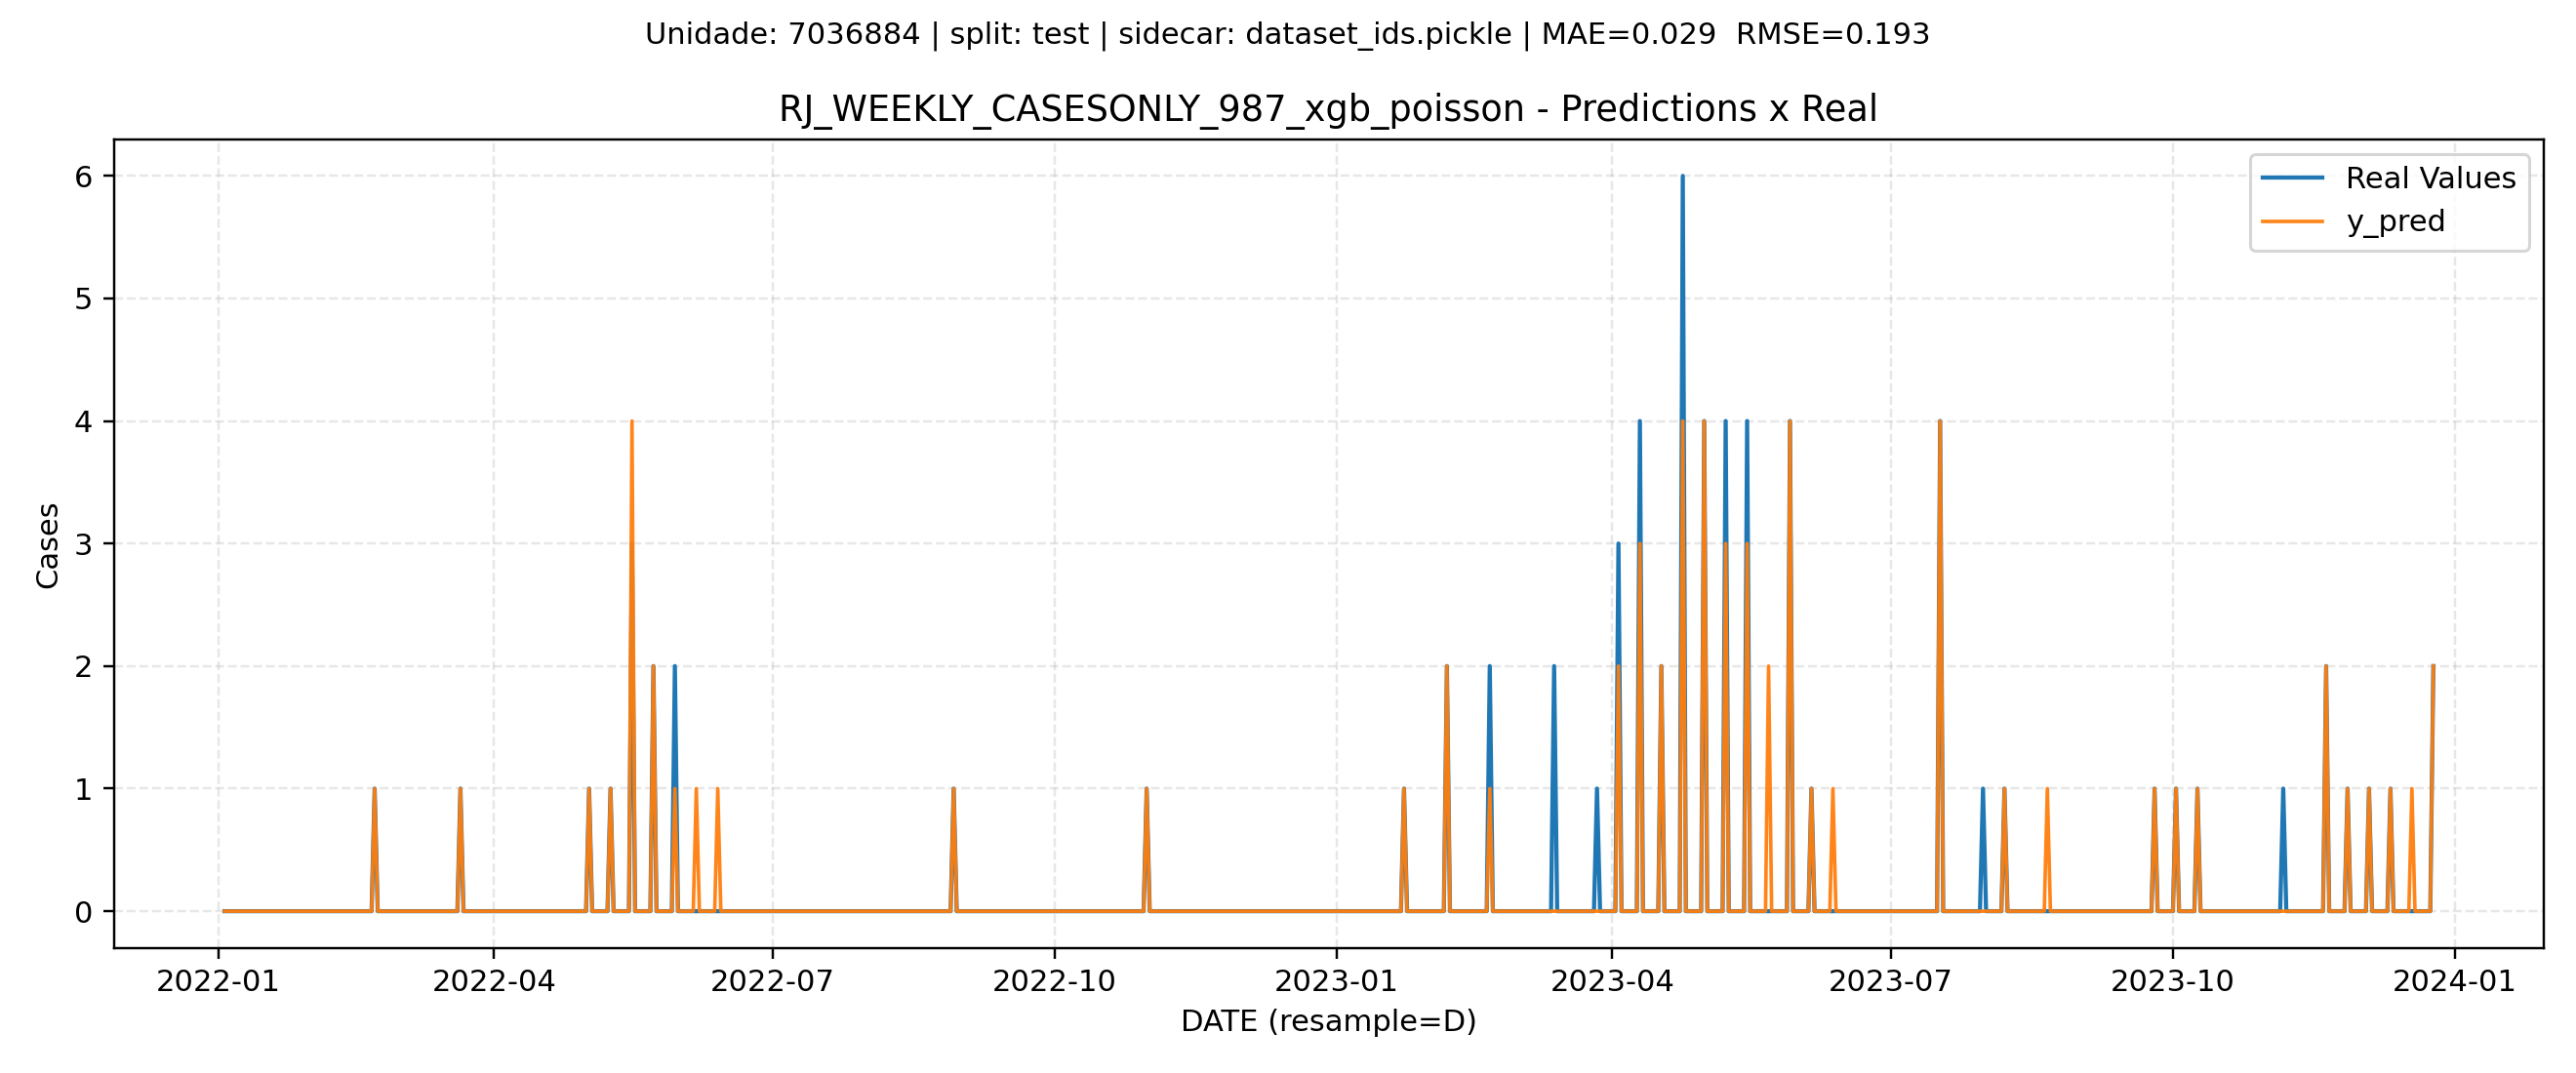 Unidade: 7036884 | split: test | sidecar: dataset_ids.pickle | MAE=0.029  RMSE=0.193
RJ_WEEKLY_CASESONLY_987_xgb_poisson - Predictions x Real
Real Values
y_pred
Cases
6
5
4
3
2
1
0
2022-01
2022-04
2022-07
2022-10
2023-01
2023-04
2023-07
2023-10
2024-01
DATE (resample=D)